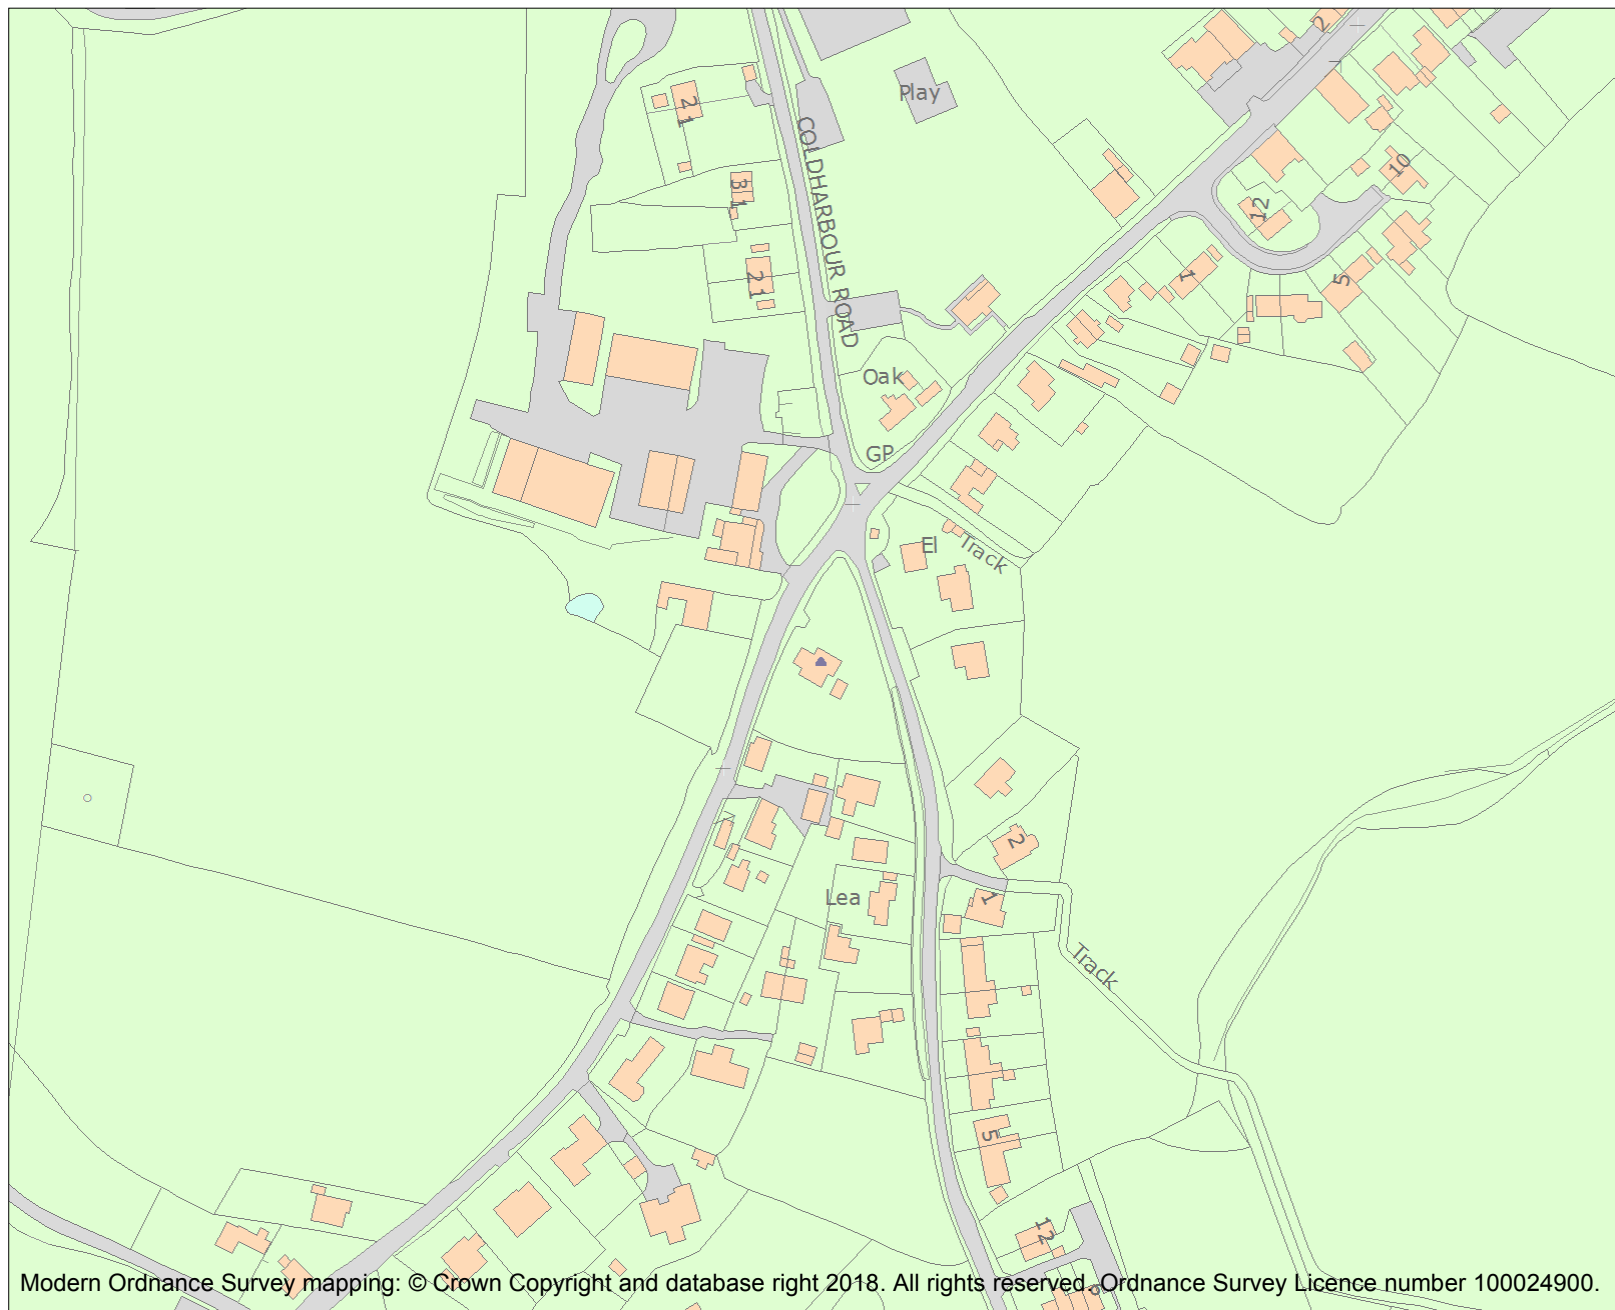 2
Play
21
COLDHARBOUR ROAD
10
31
12
1
5
21
Oak
GP
El
Track
2
Lea
1
Track
5
12
Modern Ordnance Survey mapping: © Crown Copyright and database right 2018. All rights reserved. Ordnance Survey Licence number 100024900.